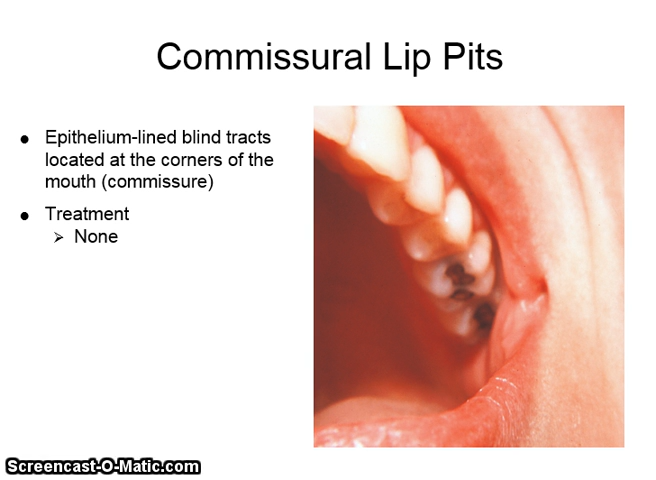 Commissural Lip Pits
● Epithelium-lined blind tracts
located at the corners of the
mouth (commissure)
● Treatment
➢ None
Screencast-O-Matic.com